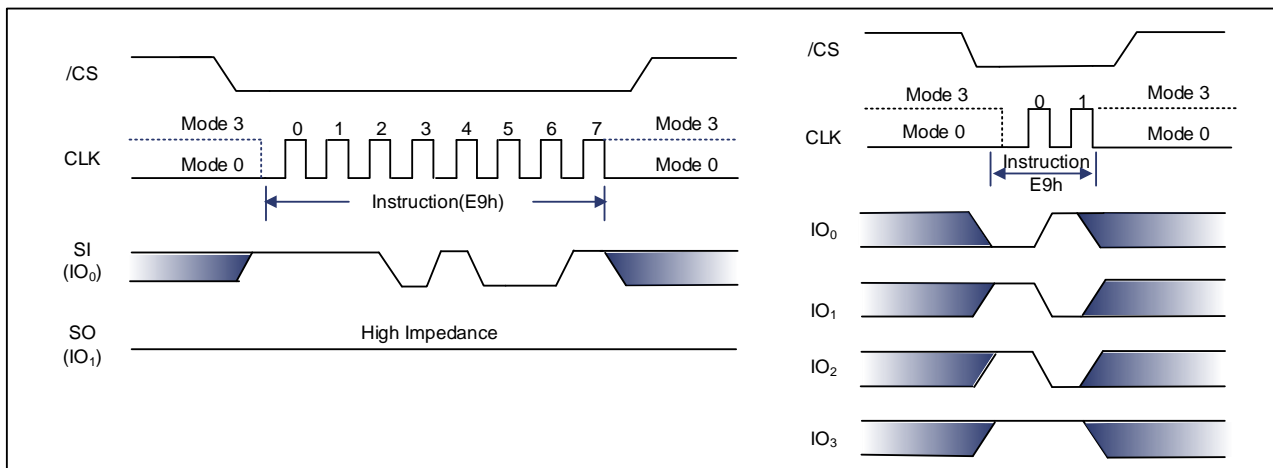 /CS
Mode 3
0 1 2 3 4 5 6 7
Mode 3
CLK
Mode 0
Mode 0
Instruction(E9h)
SI
(IO₀)
SO
(IO₁)
High Impedance
/CS
Mode 3
0 1
Mode 3
CLK
Mode 0
Mode 0
Instruction
E9h
IO₀
IO₁
IO₂
IO₃